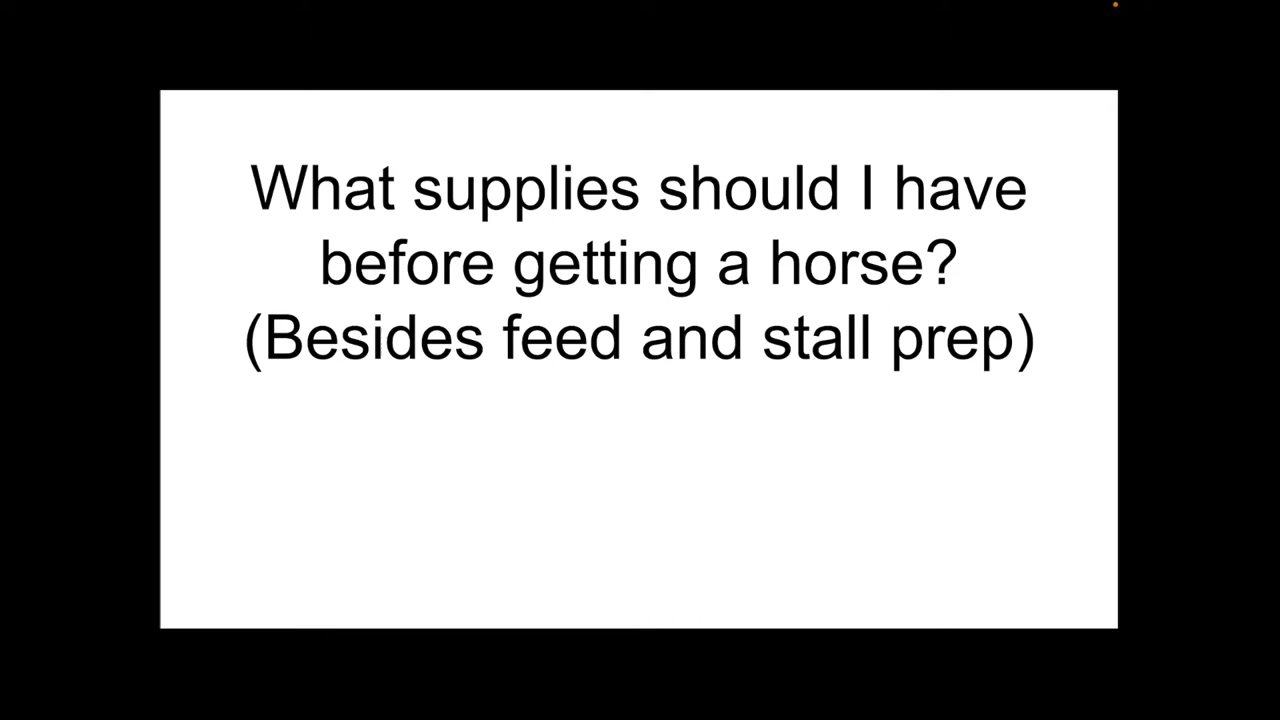 What supplies should I have
before getting a horse?
(Besides feed and stall prep)